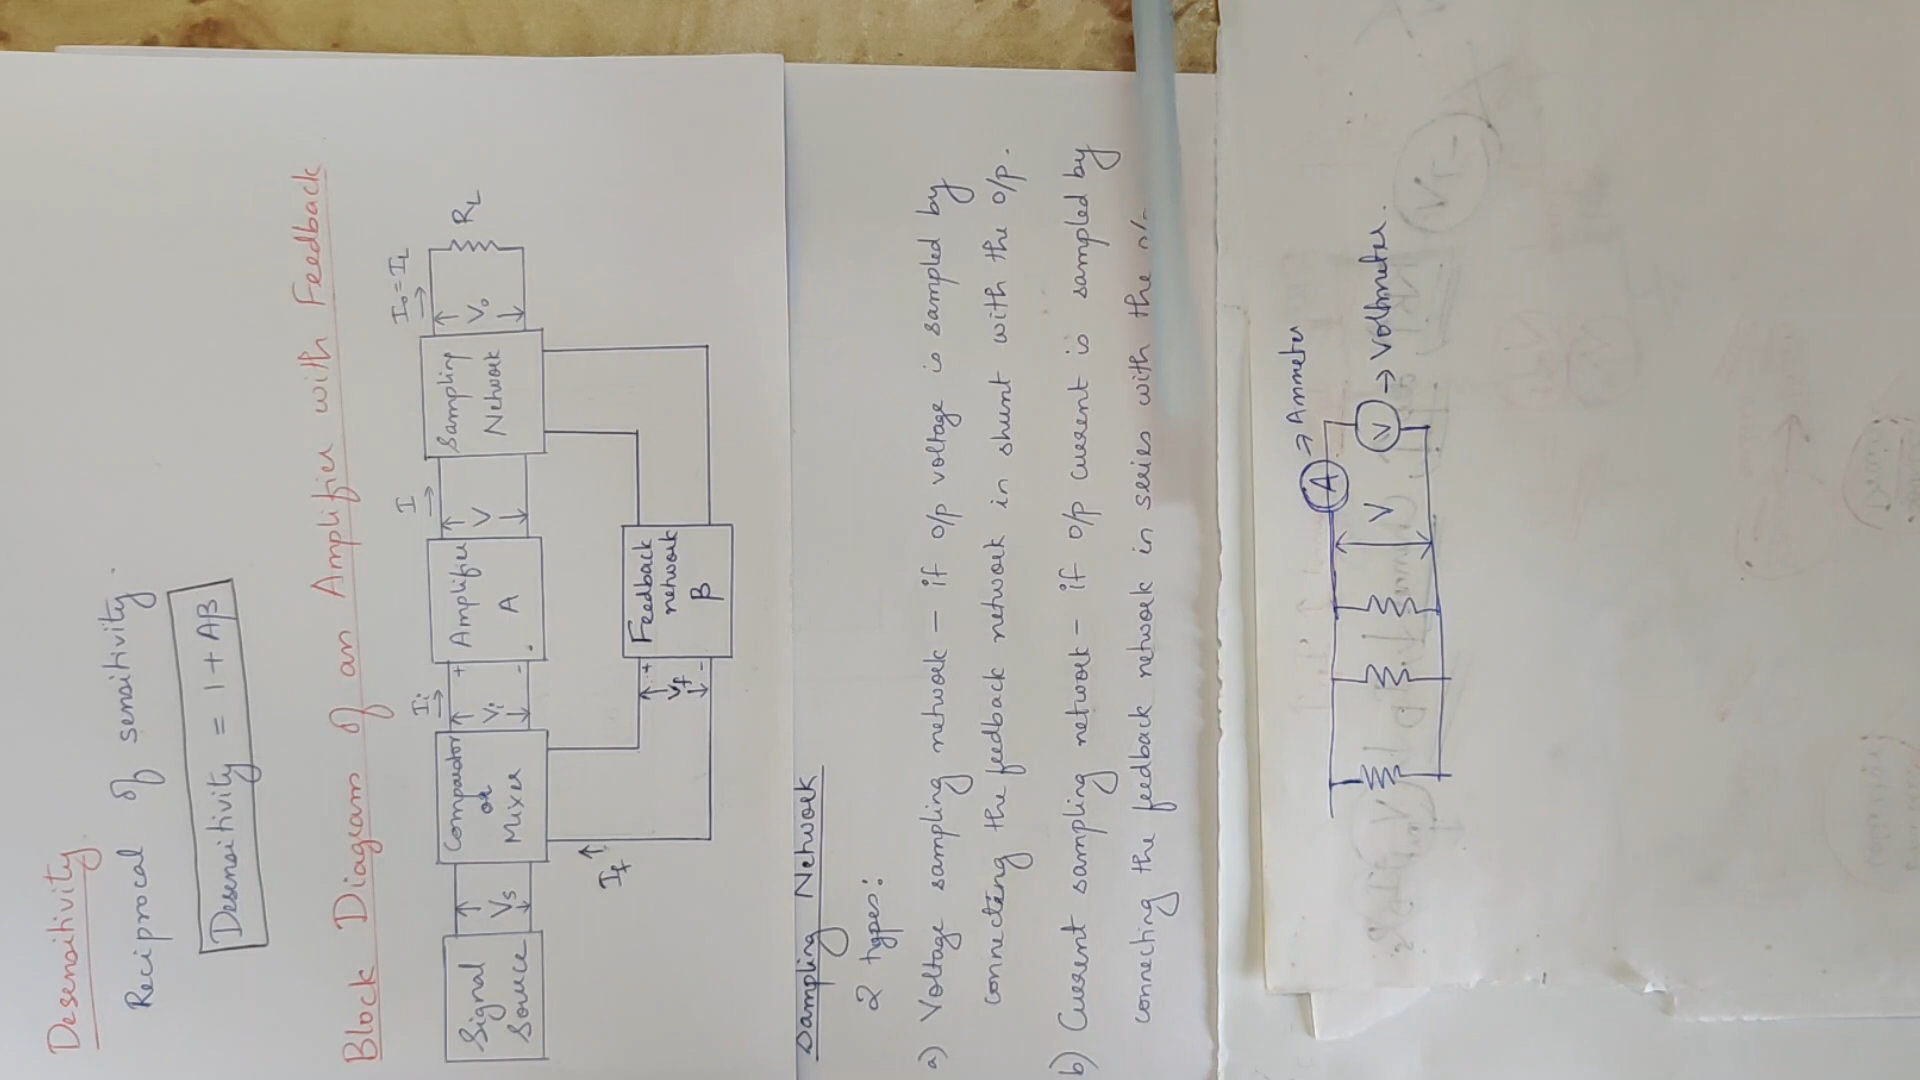 Desensitivity
Reciprocal of sensitivity.
Desensitivity = 1 + Aβ
Block Diagram of an Amplifier with Feedback
Signal
Source
Vs
Comparator
or
Mixer
Ii
Vi
+
-
Amplifier
A
I
V
Sampling
Network
Io = IL
Vo
RL
If
Vf
+
-
Feedback
network
β
Sampling Network
2 types:
a) Voltage sampling network - if o/p voltage is sampled by
connecting the feedback network in shunt with the o/p.
b) Current sampling network - if o/p current is sampled by
connecting the feedback network in series with the
A → Ammeter
V
V → Voltmeter.